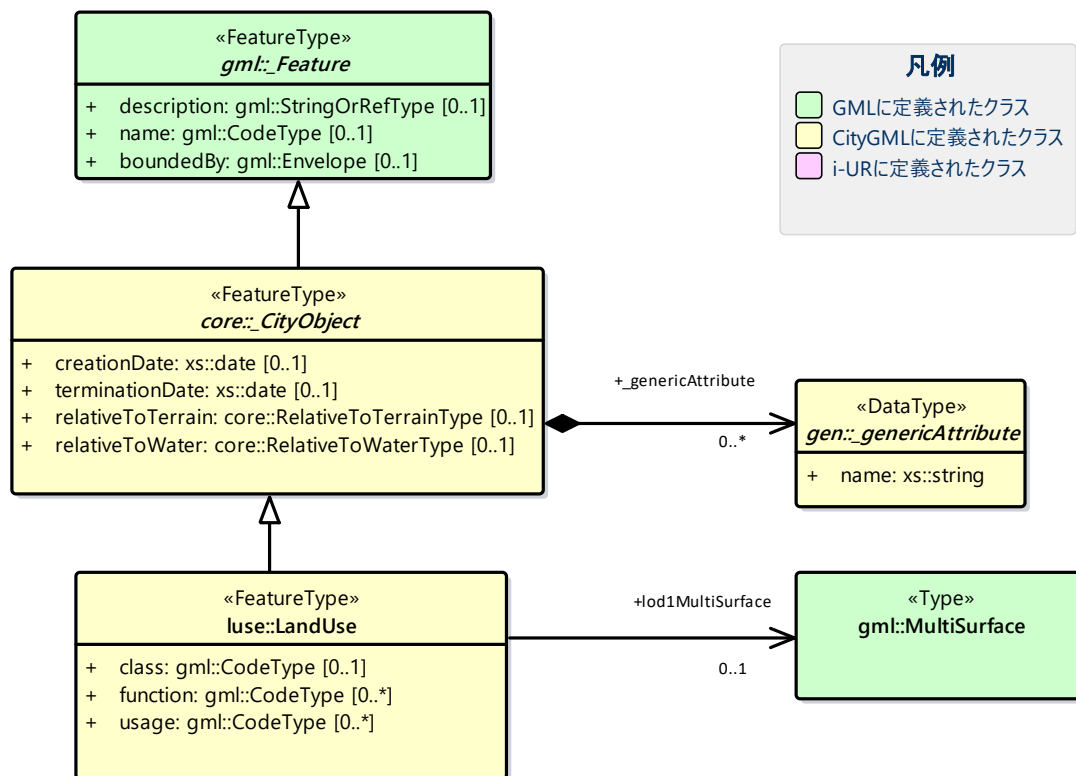 «FeatureType»
gml::_Feature
+ description: gml::StringOrRefType [0..1]
+ name: gml::CodeType [0..1]
+ boundedBy: gml::Envelope [0..1]
凡例
GMLに定義されたクラス
CityGMLに定義されたクラス
i-URに定義されたクラス
«FeatureType»
core::_CityObject
+ creationDate: xs::date [0..1]
+ terminationDate: xs::date [0..1]
+ relativeToTerrain: core::RelativeToTerrainType [0..1]
+ relativeToWater: core::RelativeToWaterType [0..1]
+_genericAttribute
0..*
«DataType»
gen::_genericAttribute
+ name: xs::string
«FeatureType»
luse::LandUse
+ class: gml::CodeType [0..1]
+ function: gml::CodeType [0..*]
+ usage: gml::CodeType [0..*]
+lod1MultiSurface
0..1
«Type»
gml::MultiSurface